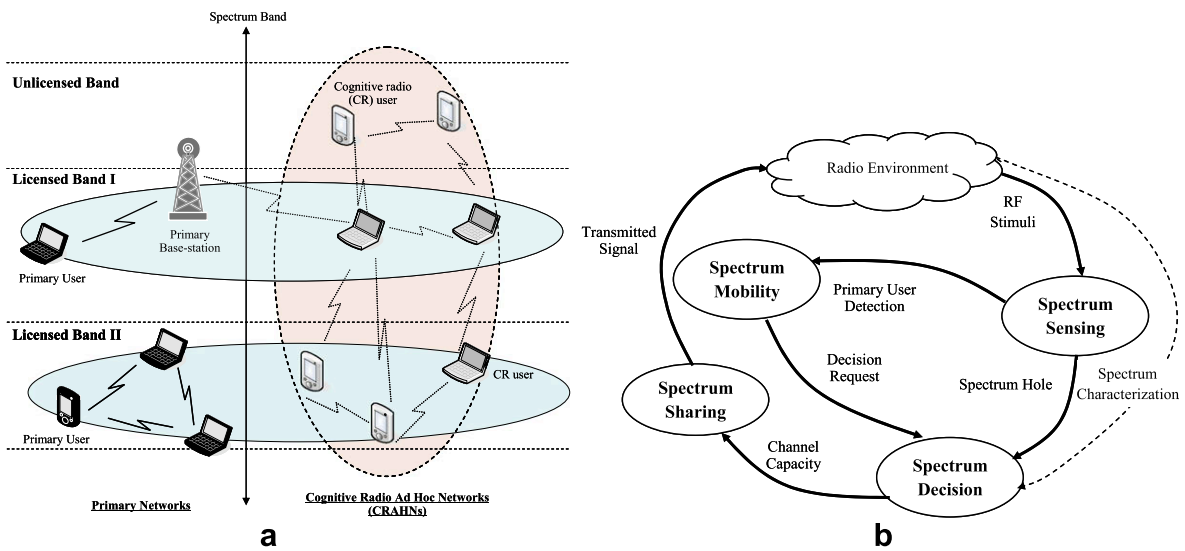 Spectrum Band
Unlicensed Band
Cognitive radio
(CR) user
Licensed Band I
Primary
Base-station
Primary User
Licensed Band II
CR user
Primary User
Primary Networks
Cognitive Radio Ad Hoc Networks
(CRAHNs)
a
Radio Environment
RF
Stimuli
Transmitted
Signal
Spectrum
Mobility
Primary User
Detection
Spectrum
Sensing
Decision
Request
Spectrum Hole
Spectrum
Characterization
Spectrum
Sharing
Channel
Capacity
Spectrum
Decision
b